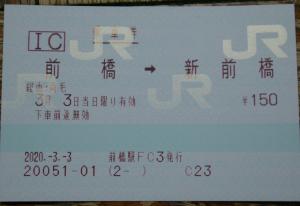 IC 乗車券
前橋 → 新前橋
経由:両毛
3月 3日当日限り有効 ¥150
下車前途無効
2020.-3.-3 前橋駅FC3発行
20051-01 (2- ) C23